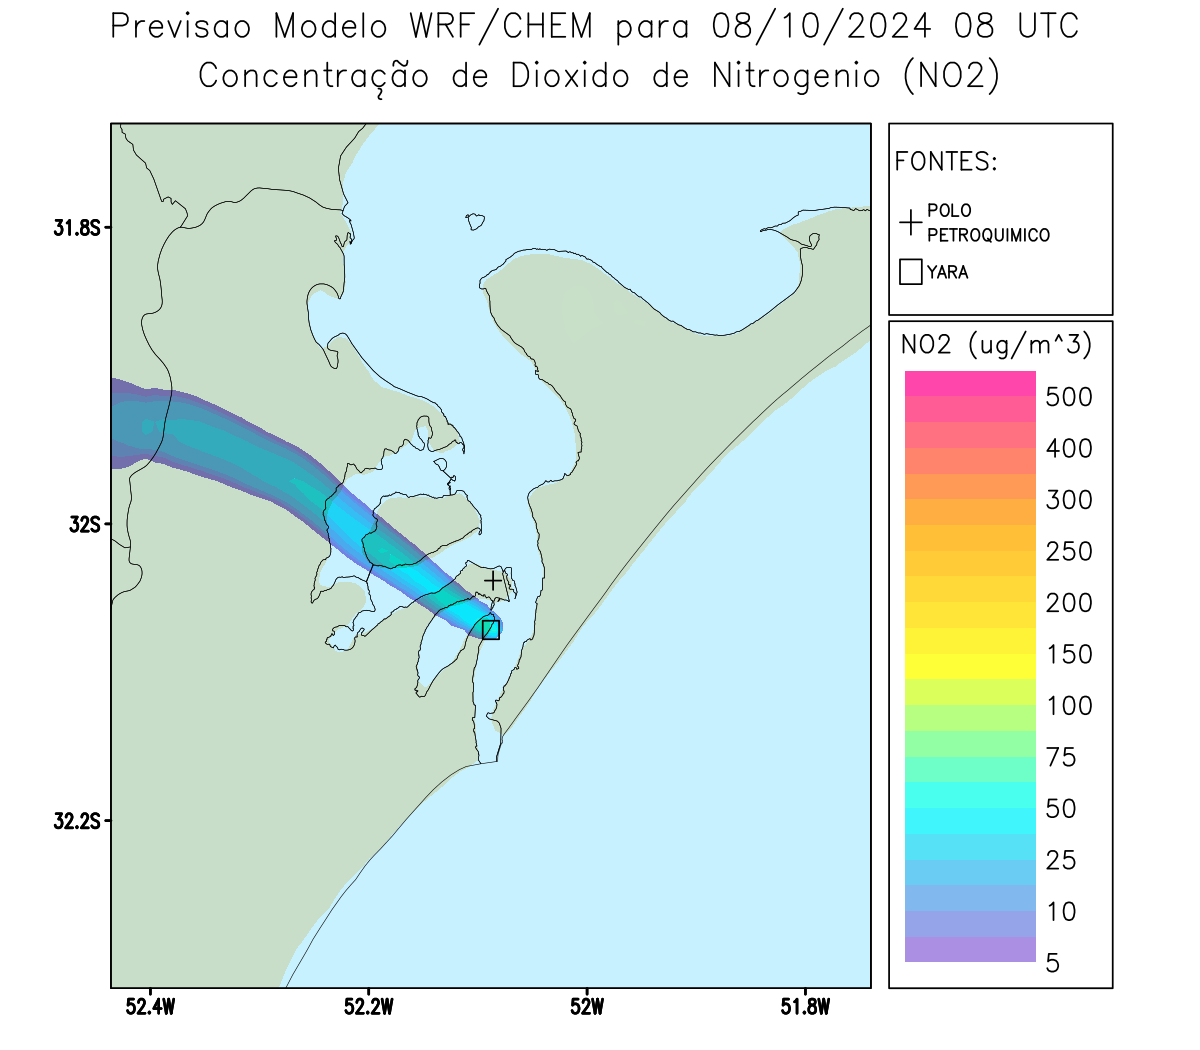 Previsao Modelo WRF/CHEM para 08/10/2024 08 UTC
Concentração de Dioxido de Nitrogenio (NO2)
FONTES:
POLO
PETROQUIMICO
YARA
NO2 (ug/m^3)
500
400
300
250
200
150
100
75
50
25
10
5
31.8S
32S
32.2S
52.4W
52.2W
52W
51.8W